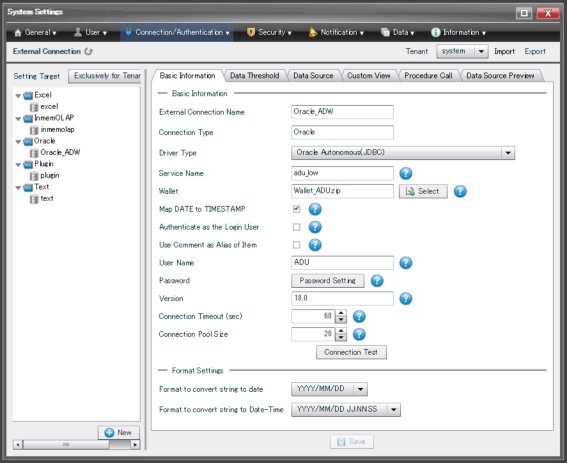 System Settings
General User Connection/Authentication Security Notification Data Information
External Connection Tenant system Import Export
Setting Target Exclusively for Tenar
Excel
excel
InmemOLAP
inmemolap
Oracle
Oracle_ADW
Plugin
plugin
Text
text
New
Basic Information Data Threshold Data Source Custom View Procedure Call Data Source Preview
Basic Information
External Connection Name Oracle_ADW
Connection Type Oracle
Driver Type Oracle Autonomous(JDBC)
Service Name adu_low
Wallet Wallet_ADU.zip Select
Map DATE to TIMESTAMP
Authenticate as the Login User
Use Comment as Alias of Item
User Name ADU
Password Password Setting
Version 18.0
Connection Timeout (sec) 60
Connection Pool Size 20
Connection Test
Format Settings
Format to convert string to date YYYY/MM/DD
Format to convert string to Date-Time YYYY/MM/DD JJ:NN:SS
Save